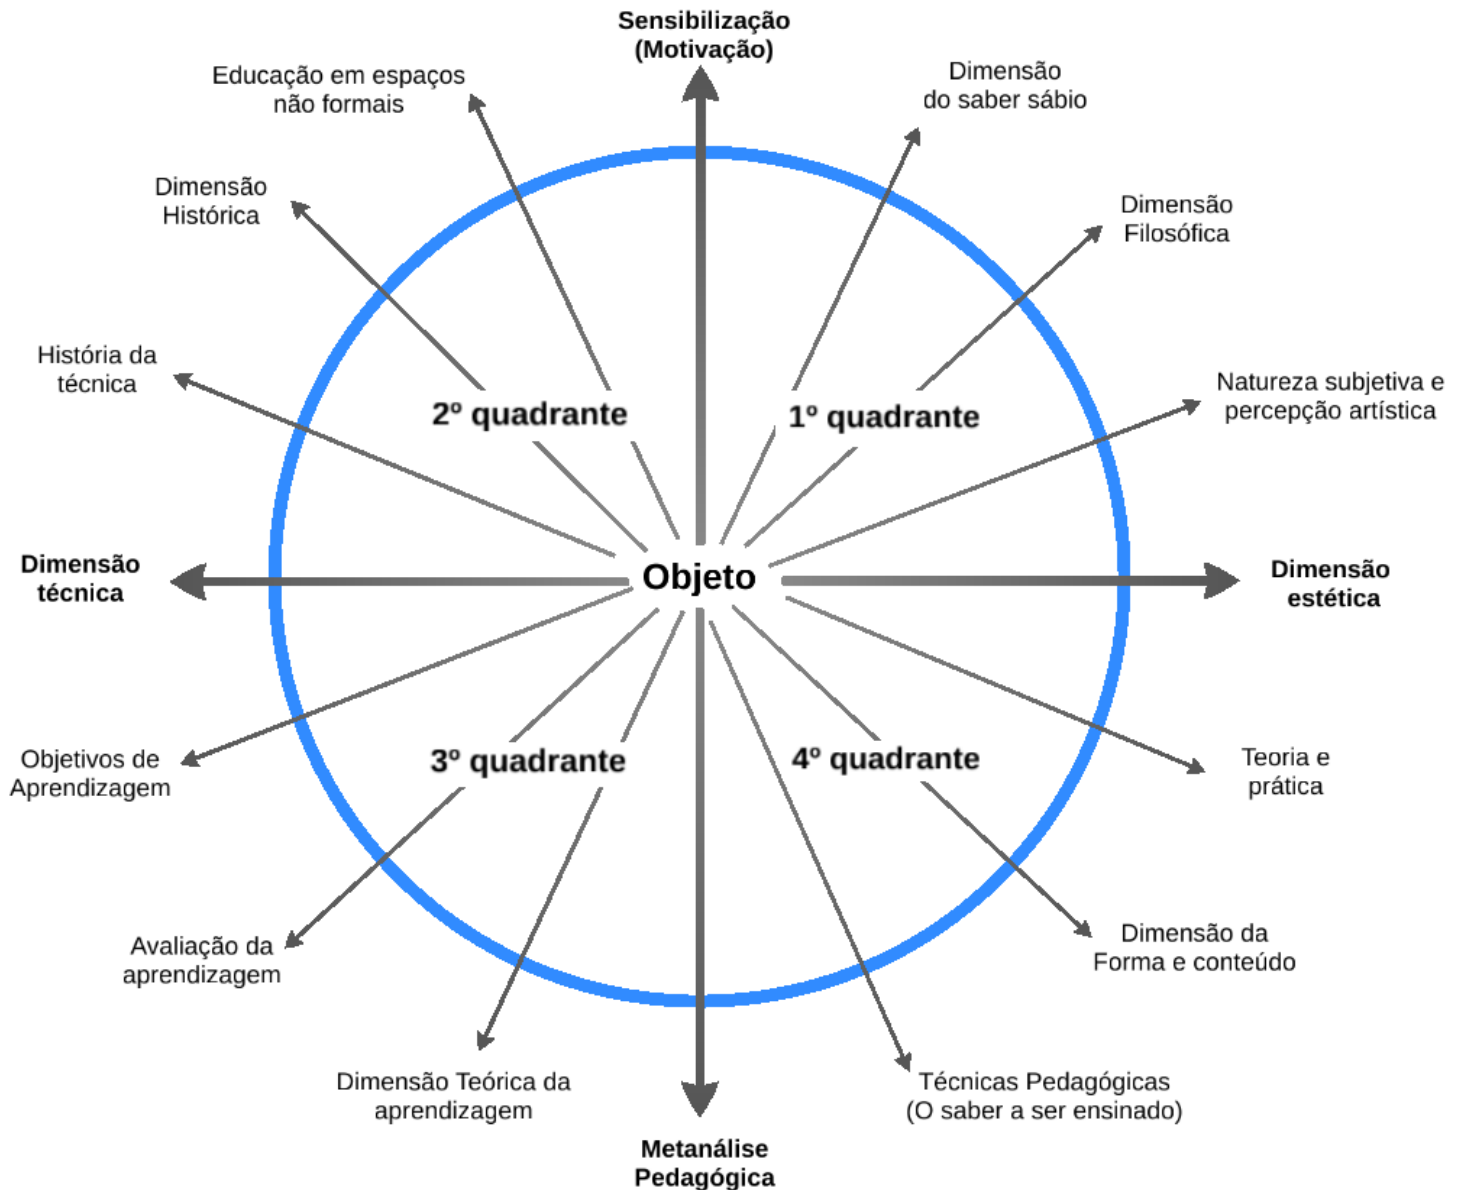 Sensibilização
(Motivação)
Educação em espaços
não formais
Dimensão
do saber sábio
Dimensão
Histórica
Dimensão
Filosófica
História da
técnica
Natureza subjetiva e
percepção artística
2º quadrante
1º quadrante
Dimensão
técnica
Objeto
Dimensão
estética
Objetivos de
Aprendizagem
3º quadrante
4º quadrante
Teoria e
prática
Avaliação da
aprendizagem
Dimensão da
Forma e conteúdo
Dimensão Teórica da
aprendizagem
Técnicas Pedagógicas
(O saber a ser ensinado)
Metanálise
Pedagógica